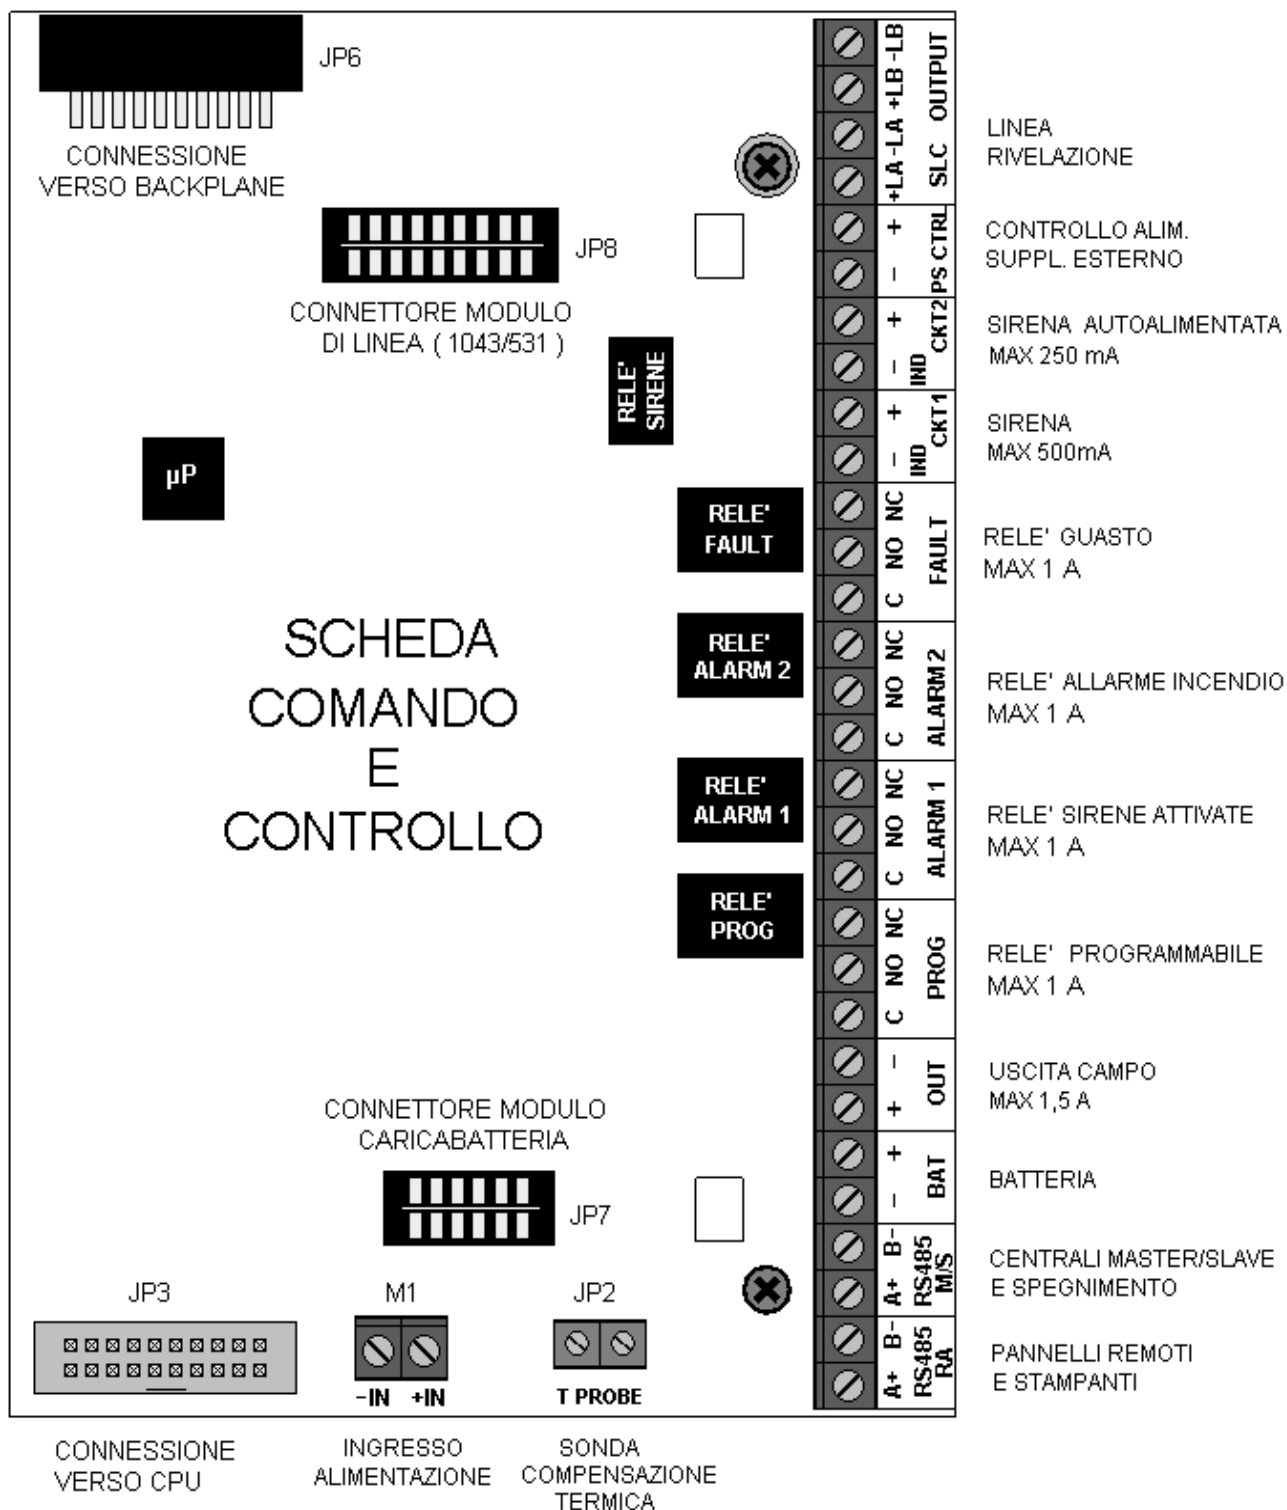 JP6
CONNESSIONE
VERSO BACKPLANE
JP8
CONNETTORE MODULO
DI LINEA ( 1043/531 )
RELE'
SIRENE
µP
RELE'
FAULT
SCHEDA
COMANDO
E
CONTROLLO
RELE'
ALARM 2
RELE'
ALARM 1
RELE'
PROG
CONNETTORE MODULO
CARICABATTERIA
JP7
JP3
M1
JP2
-IN +IN
T PROBE
CONNESSIONE
VERSO CPU
INGRESSO
ALIMENTAZIONE
SONDA
COMPENSAZIONE
TERMICA
+LA -LA +LB -LB
SLC OUTPUT
LINEA
RIVELAZIONE
- +
PS CTRL
CONTROLLO ALIM.
SUPPL. ESTERNO
- +
IND CKT2
SIRENA AUTOALIMENTATA
MAX 250 mA
- +
IND CKT1
SIRENA
MAX 500mA
C NO NC
FAULT
RELE' GUASTO
MAX 1 A
C NO NC
ALARM 2
RELE' ALLARME INCENDIO
MAX 1 A
C NO NC
ALARM 1
RELE' SIRENE ATTIVATE
MAX 1 A
C NO NC
PROG
RELE' PROGRAMMABILE
MAX 1 A
+ -
OUT
USCITA CAMPO
MAX 1,5 A
- +
BAT
BATTERIA
A+ B-
RS485
M/S
CENTRALI MASTER/SLAVE
E SPEGNIMENTO
A+ B-
RS485
RA
PANNELLI REMOTI
E STAMPANTI